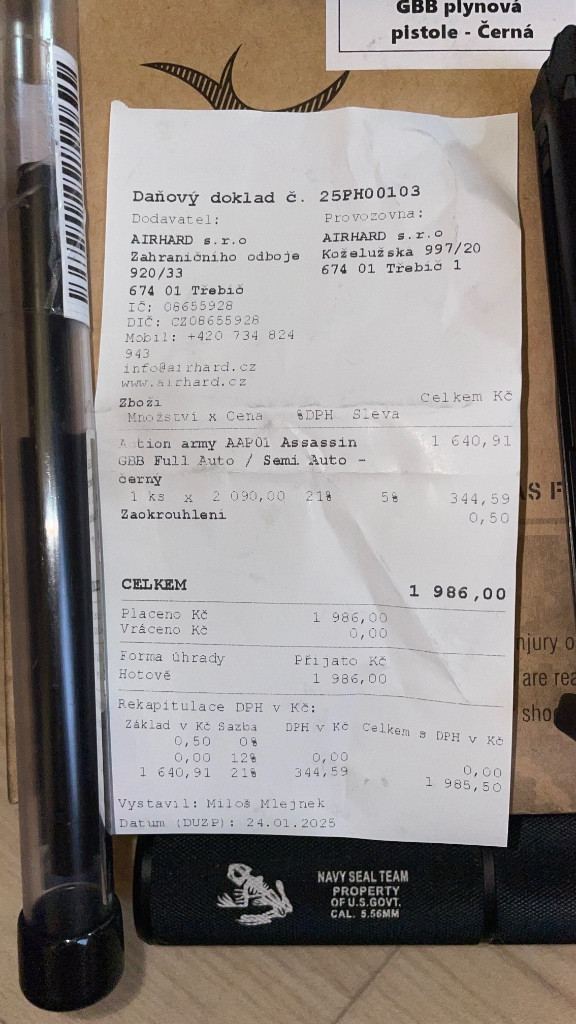 GBB plynová
pistole - Černá
Daňový doklad č. 25PH00103
Dodavatel:
AIRHARD s.r.o
Zahraničního odboje
920/33
674 01 Třebíč
IČ: 08655928
DIČ: CZ08655928
Mobil: +420 734 824
943
info@airhard.cz
www.airhard.cz
Provozovna:
AIRHARD s.r.o
Koželužská 997/20
674 01 Třebíč 1
Zboží Celkem Kč
Množství x Cena %DPH Sleva
Action army AAP01 Assassin 1 640,91
GBB Full Auto / Semi Auto -
černý
1 ks x 2 090,00 21% 5% 344,59
Zaokrouhlení 0,50
CELKEM 1 986,00
Placeno Kč 1 986,00
Vráceno Kč 0,00
Forma úhrady Přijato Kč
Hotově 1 986,00
Rekapitulace DPH v Kč:
Základ v Kč Sazba DPH v Kč Celkem s DPH v Kč
0,50 0%
0,00 12% 0,00 0,00
1 640,91 21% 344,59 1 985,50
Vystavil: Miloš Mlejnek
Datum (DUZP): 24.01.2025
AS F
njury o
are rea
shoo
NAVY SEAL TEAM
PROPERTY
OF U.S.GOVT.
CAL. 5.56MM